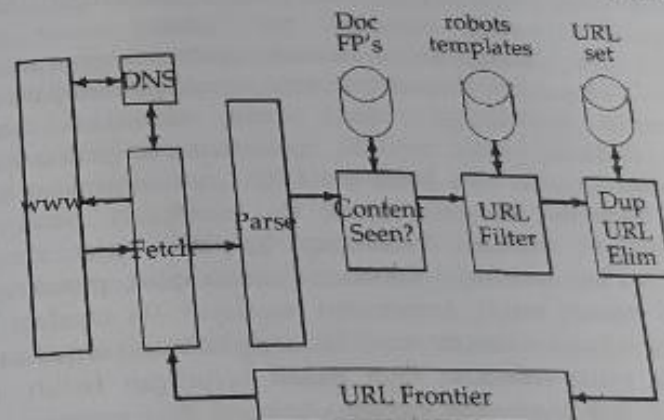 Doc
FP's
robots
templates
URL
set
DNS
www
Fetch
Parse
Content
Seen?
URL
Filter
Dup
URL
Elim
URL Frontier